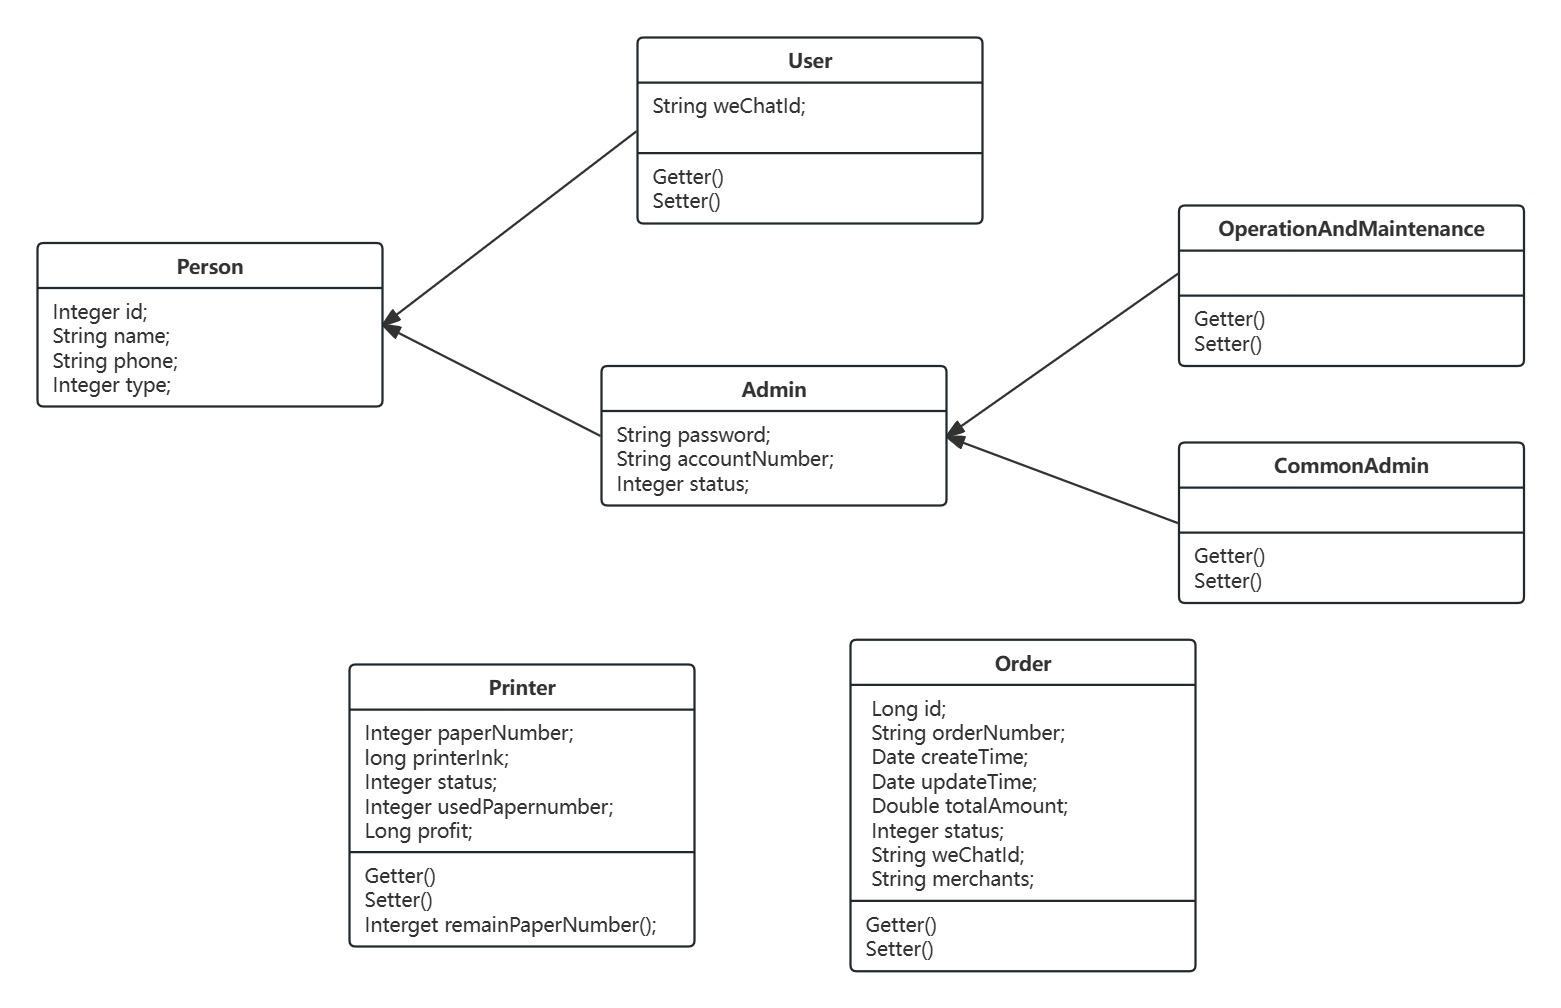 User
String weChatId;
Getter()
Setter()
Person
Integer id;
String name;
String phone;
Integer type;
Admin
String password;
String accountNumber;
Integer status;
OperationAndMaintenance
Getter()
Setter()
CommonAdmin
Getter()
Setter()
Printer
Integer paperNumber;
long printerInk;
Integer status;
Integer usedPapernumber;
Long profit;
Getter()
Setter()
Interget remainPaperNumber();
Order
Long id;
String orderNumber;
Date createTime;
Date updateTime;
Double totalAmount;
Integer status;
String weChatId;
String merchants;
Getter()
Setter()